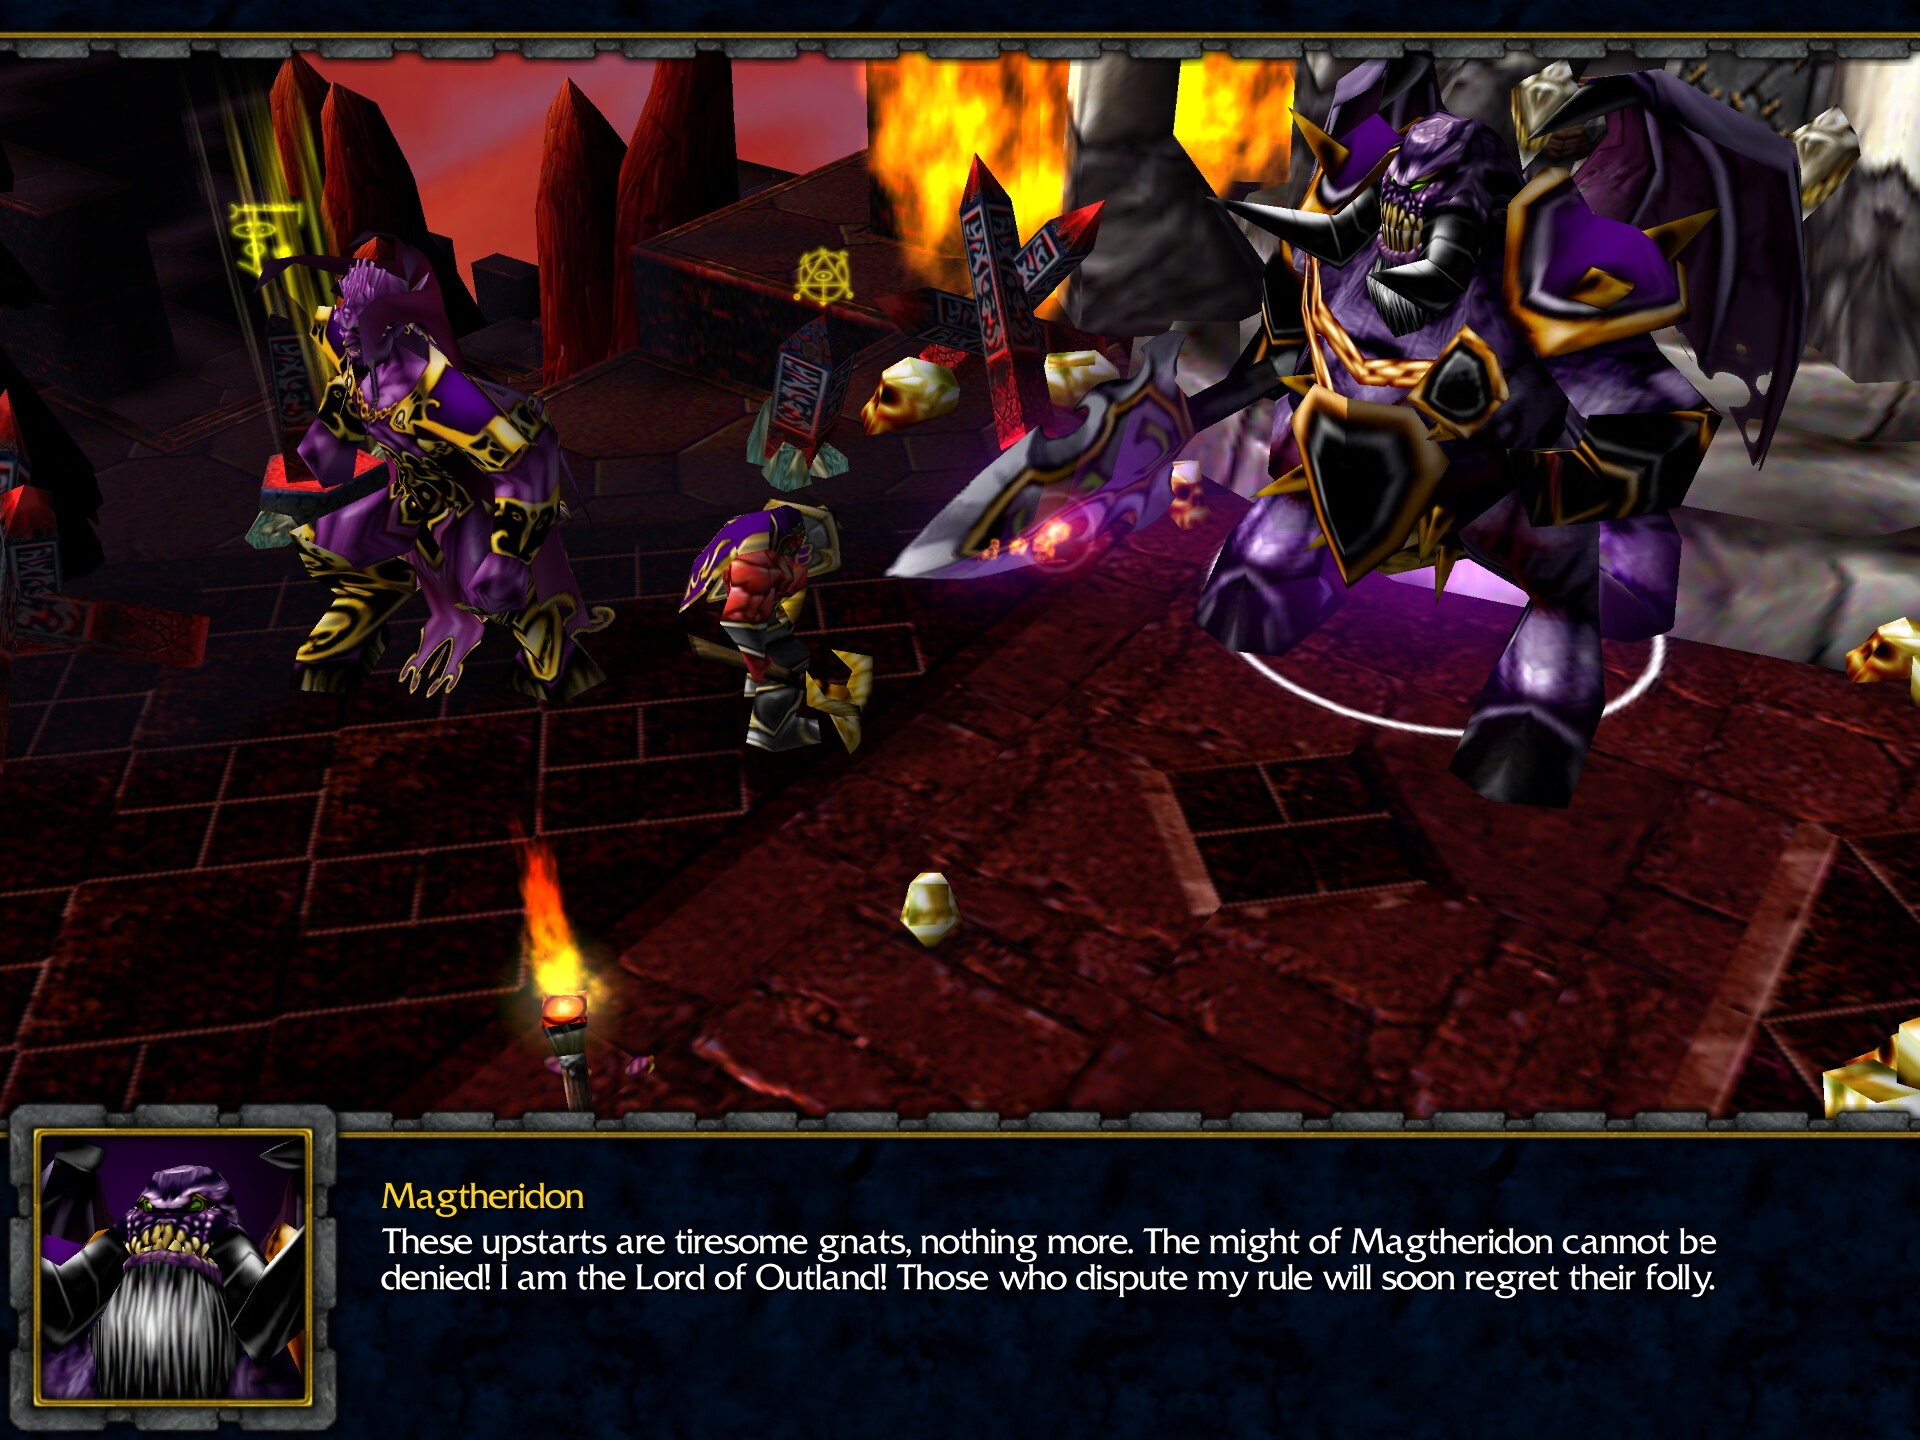 Magtheridon
These upstarts are tiresome gnats, nothing more. The might of Magtheridon cannot be
denied! I am the Lord of Outland! Those who dispute my rule will soon regret their folly.